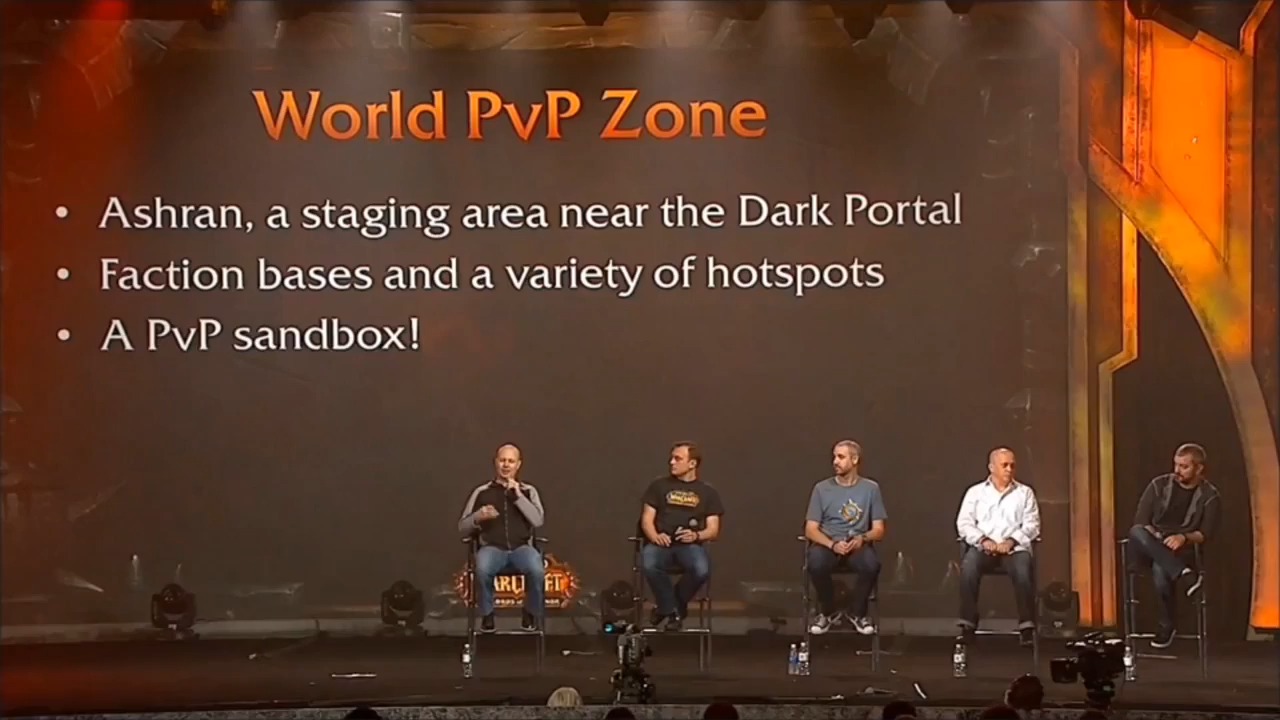 World PvP Zone
• Ashran, a staging area near the Dark Portal
• Faction bases and a variety of hotspots
• A PvP sandbox!